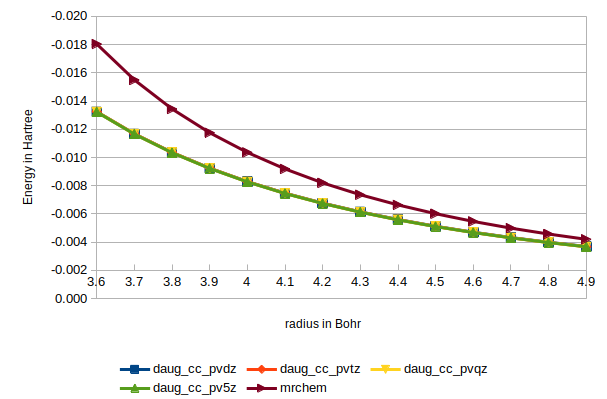 -0.020
-0.018
-0.016
-0.014
-0.012
-0.010
-0.008
-0.006
-0.004
-0.002
0.000
Energy in Hartree
3.6 3.7 3.8 3.9 4 4.1 4.2 4.3 4.4 4.5 4.6 4.7 4.8 4.9
radius in Bohr
daug_cc_pvdz daug_cc_pvtz daug_cc_pvqz
daug_cc_pv5z mrchem